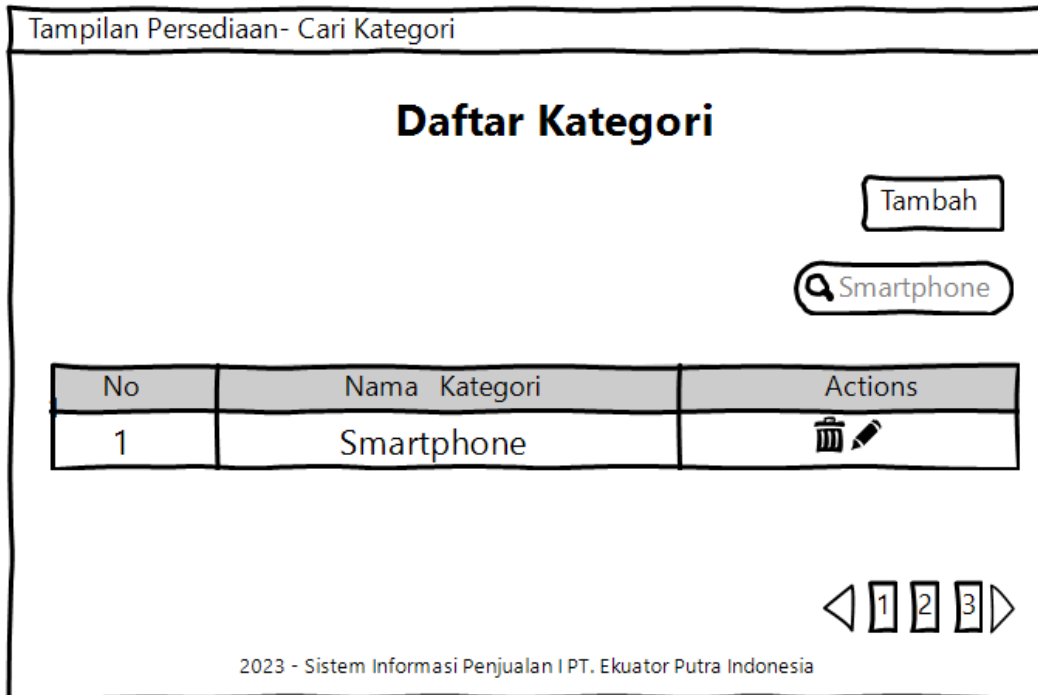 Tampilan Persediaan- Cari Kategori
Daftar Kategori
Tambah
Smartphone
No Nama Kategori Actions
1 Smartphone
1 2 3
2023 - Sistem Informasi Penjualan I PT. Ekuator Putra Indonesia